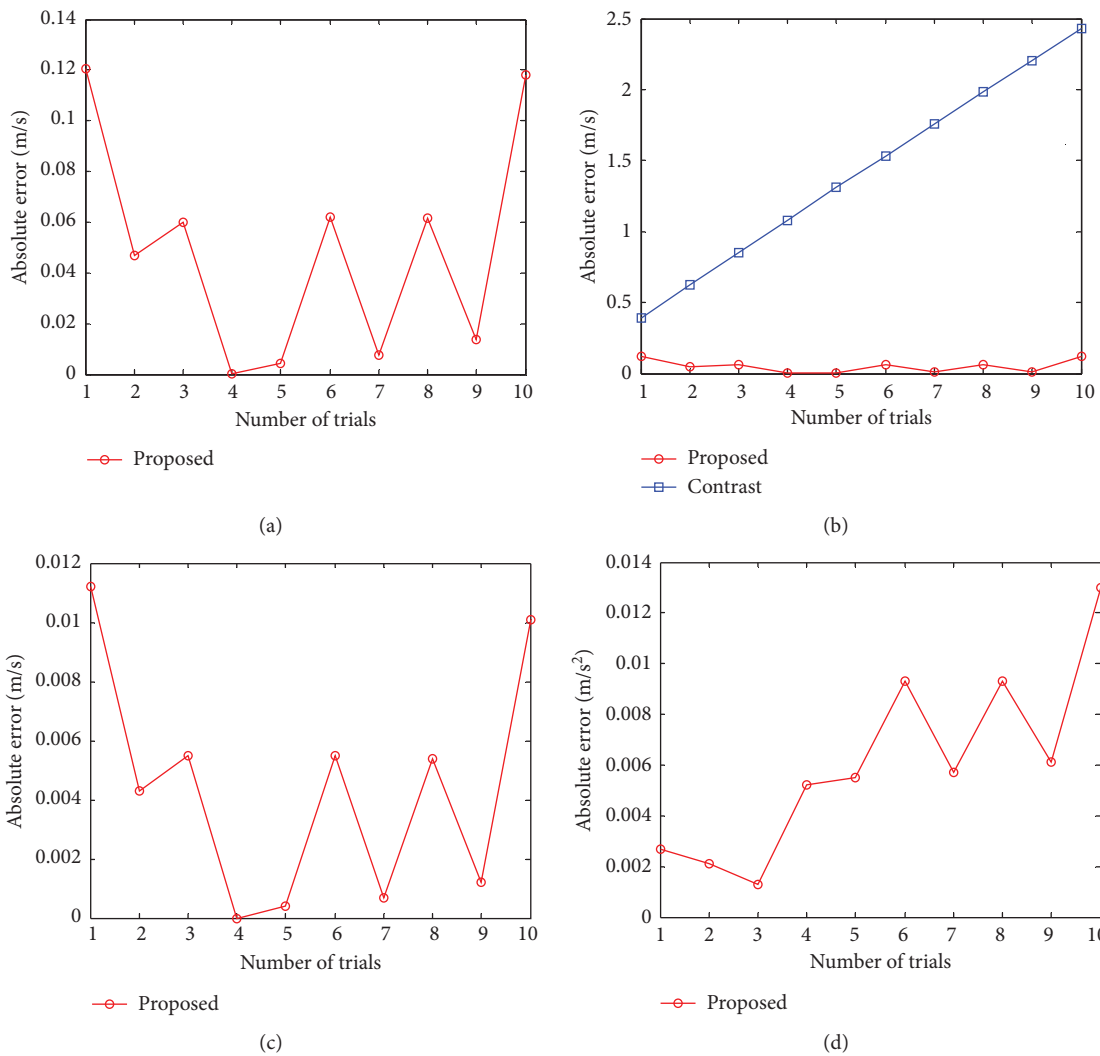 0.14
0.12
0.1
0.08
0.06
0.04
0.02
0
Absolute error (m/s)
1 2 3 4 5 6 7 8 9 10
Number of trials
Proposed
(a)
2.5
2
1.5
1
0.5
0
Absolute error (m/s)
1 2 3 4 5 6 7 8 9 10
Number of trials
Proposed
Contrast
(b)
0.012
0.01
0.008
0.006
0.004
0.002
0
Absolute error (m/s)
1 2 3 4 5 6 7 8 9 10
Number of trials
Proposed
(c)
0.014
0.012
0.01
0.008
0.006
0.004
0.002
0
Absolute error (m/s²)
1 2 3 4 5 6 7 8 9 10
Number of trials
Proposed
(d)